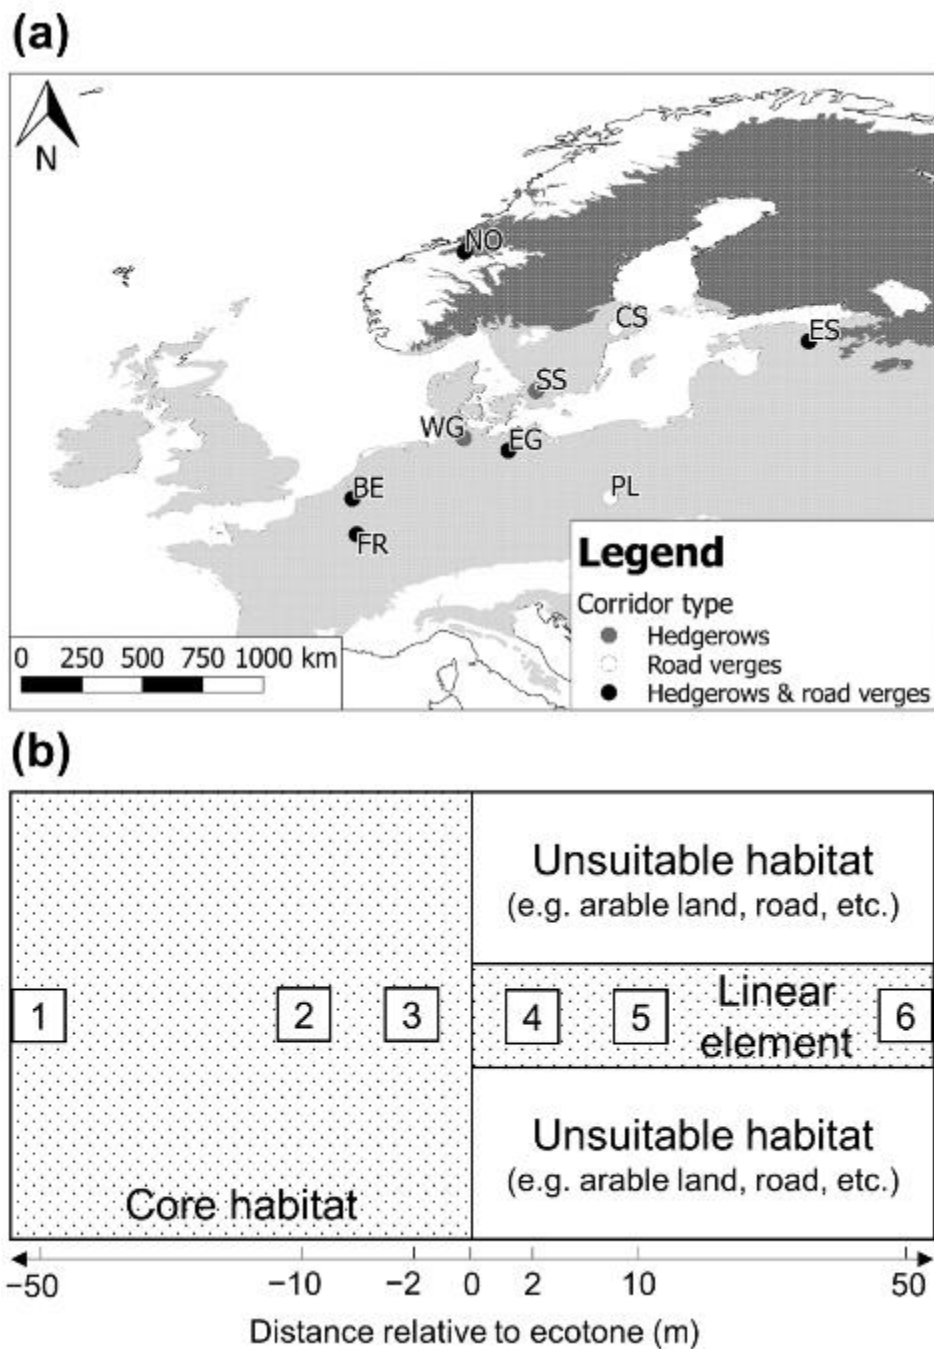 (a)
N
NO
CS
ES
SS
WG
EG
BE
PL
FR
Legend
Corridor type
Hedgerows
Road verges
Hedgerows & road verges
0 250 500 750 1000 km
(b)
Unsuitable habitat
(e.g. arable land, road, etc.)
1 2 3 4 5 Linear element 6
Unsuitable habitat
(e.g. arable land, road, etc.)
Core habitat
−50 −10 −2 0 2 10 50
Distance relative to ecotone (m)